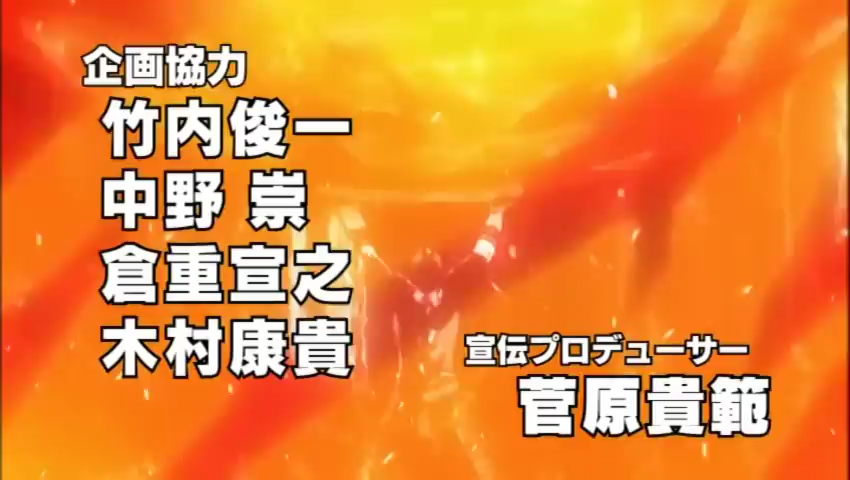 企画協力
竹内俊一
中野 崇
倉重宣之
木村康貴
宣伝プロデューサー
菅原貴範